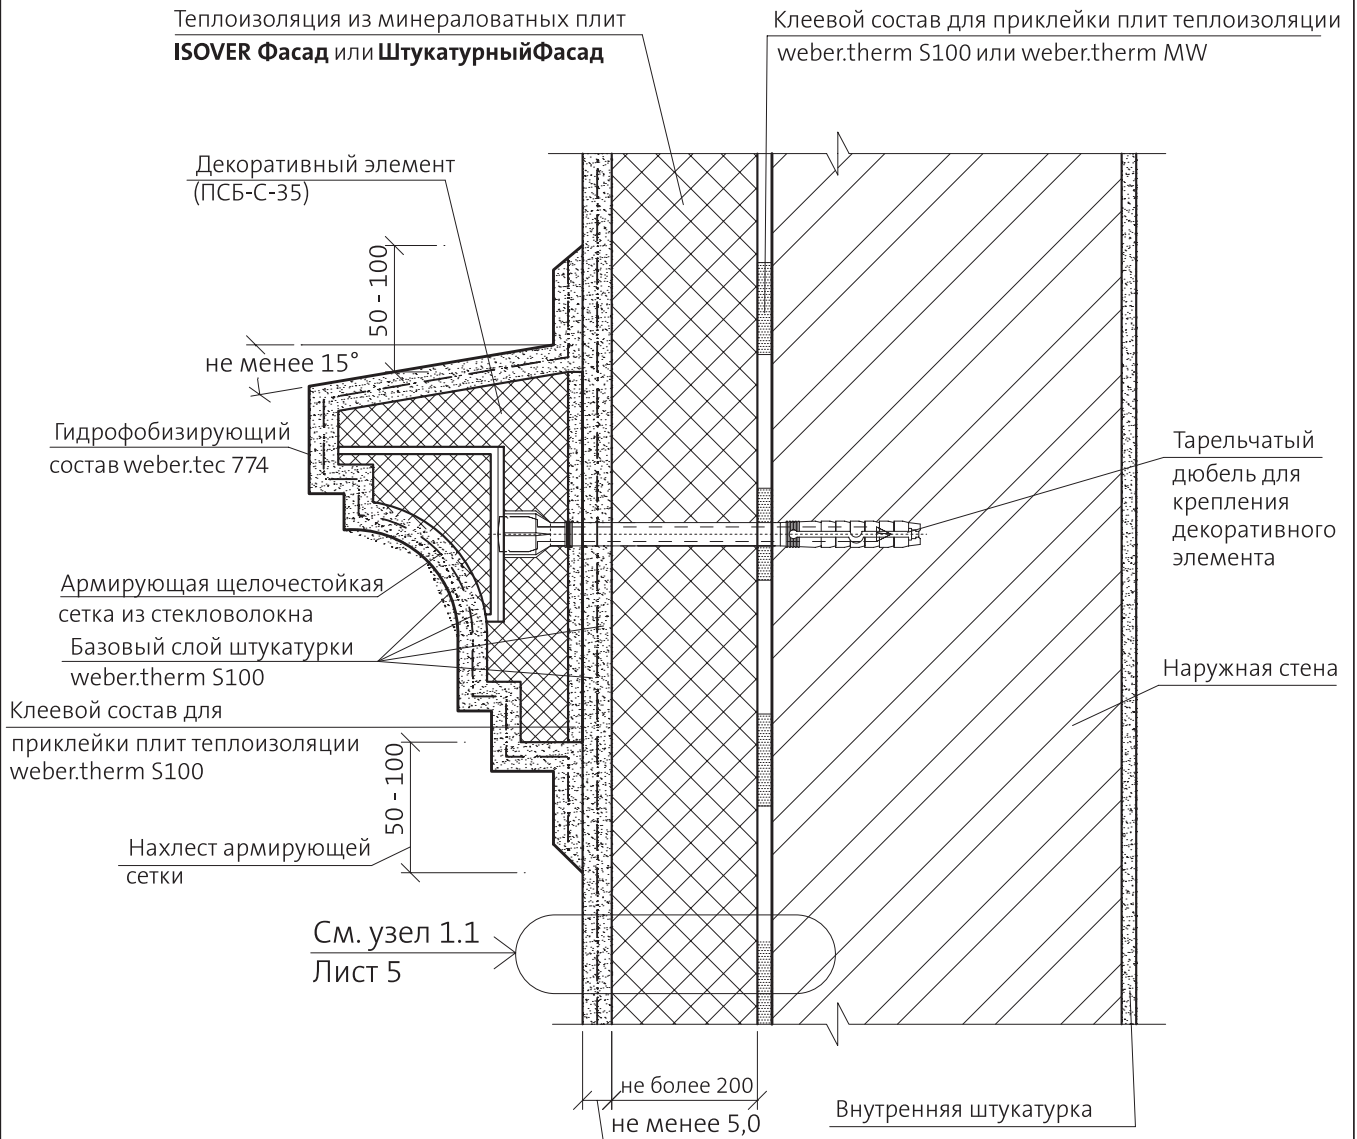 Теплоизоляция из минераловатных плит
ISOVER Фасад или ШтукатурныйФасад
Клеевой состав для приклейки плит теплоизоляции
weber.therm S100 или weber.therm MW
Декоративный элемент
(ПСБ-С-35)
50 - 100
не менее 15°
Гидрофобизирующий
состав weber.tec 774
Тарельчатый
дюбель для
крепления
декоративного
элемента
Армирующая щелочестойкая
сетка из стекловолокна
Базовый слой штукатурки
weber.therm S100
Наружная стена
Клеевой состав для
приклейки плит теплоизоляции
weber.therm S100
50 - 100
Нахлест армирующей
сетки
См. узел 1.1
Лист 5
не более 200
не менее 5,0
Внутренняя штукатурка